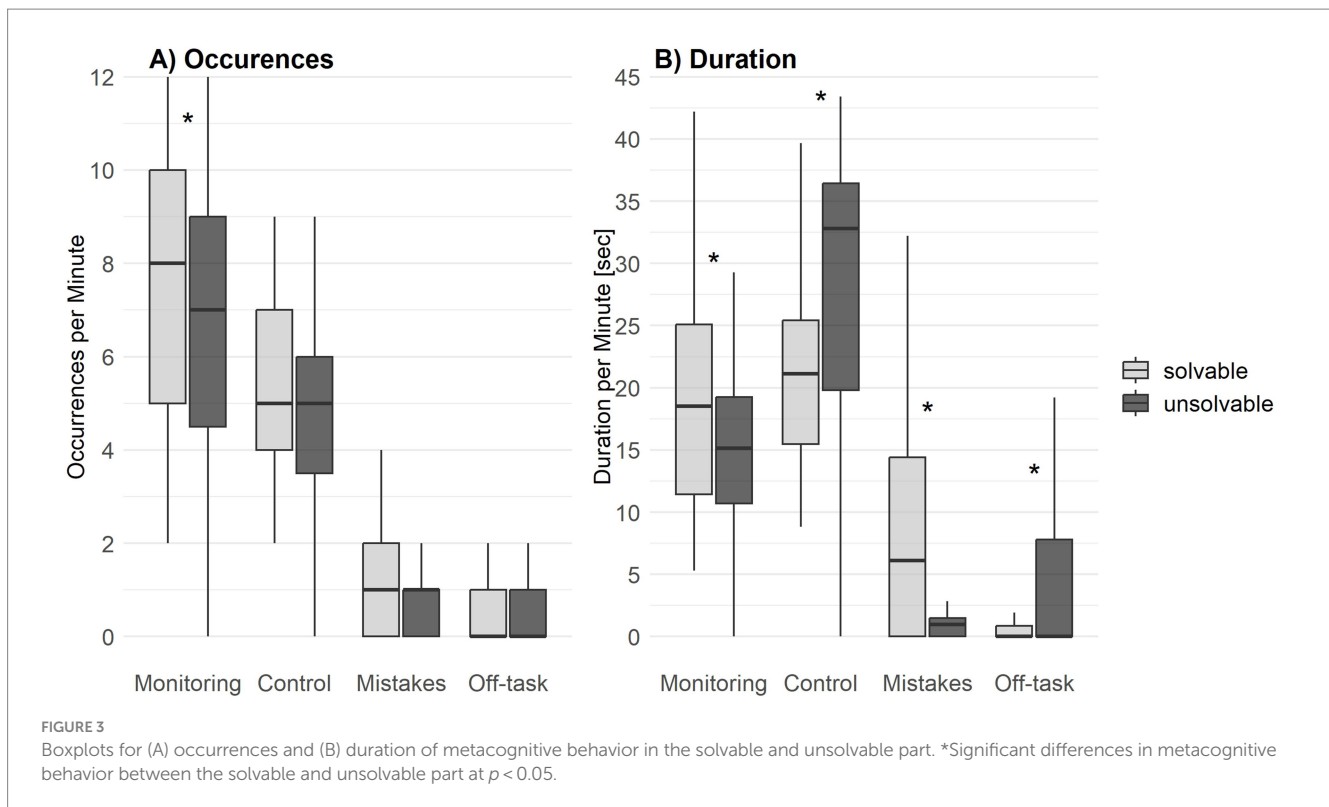 A) Occurences
B) Duration
Occurrences per Minute
12
10
8
6
4
2
0
*
Monitoring
Control
Mistakes
Off-task
Duration per Minute [sec]
45
40
35
30
25
20
15
10
5
0
*
*
*
*
Monitoring
Control
Mistakes
Off-task
solvable
unsolvable
FIGURE 3
Boxplots for (A) occurrences and (B) duration of metacognitive behavior in the solvable and unsolvable part. *Significant differences in metacognitive
behavior between the solvable and unsolvable part at p < 0.05.